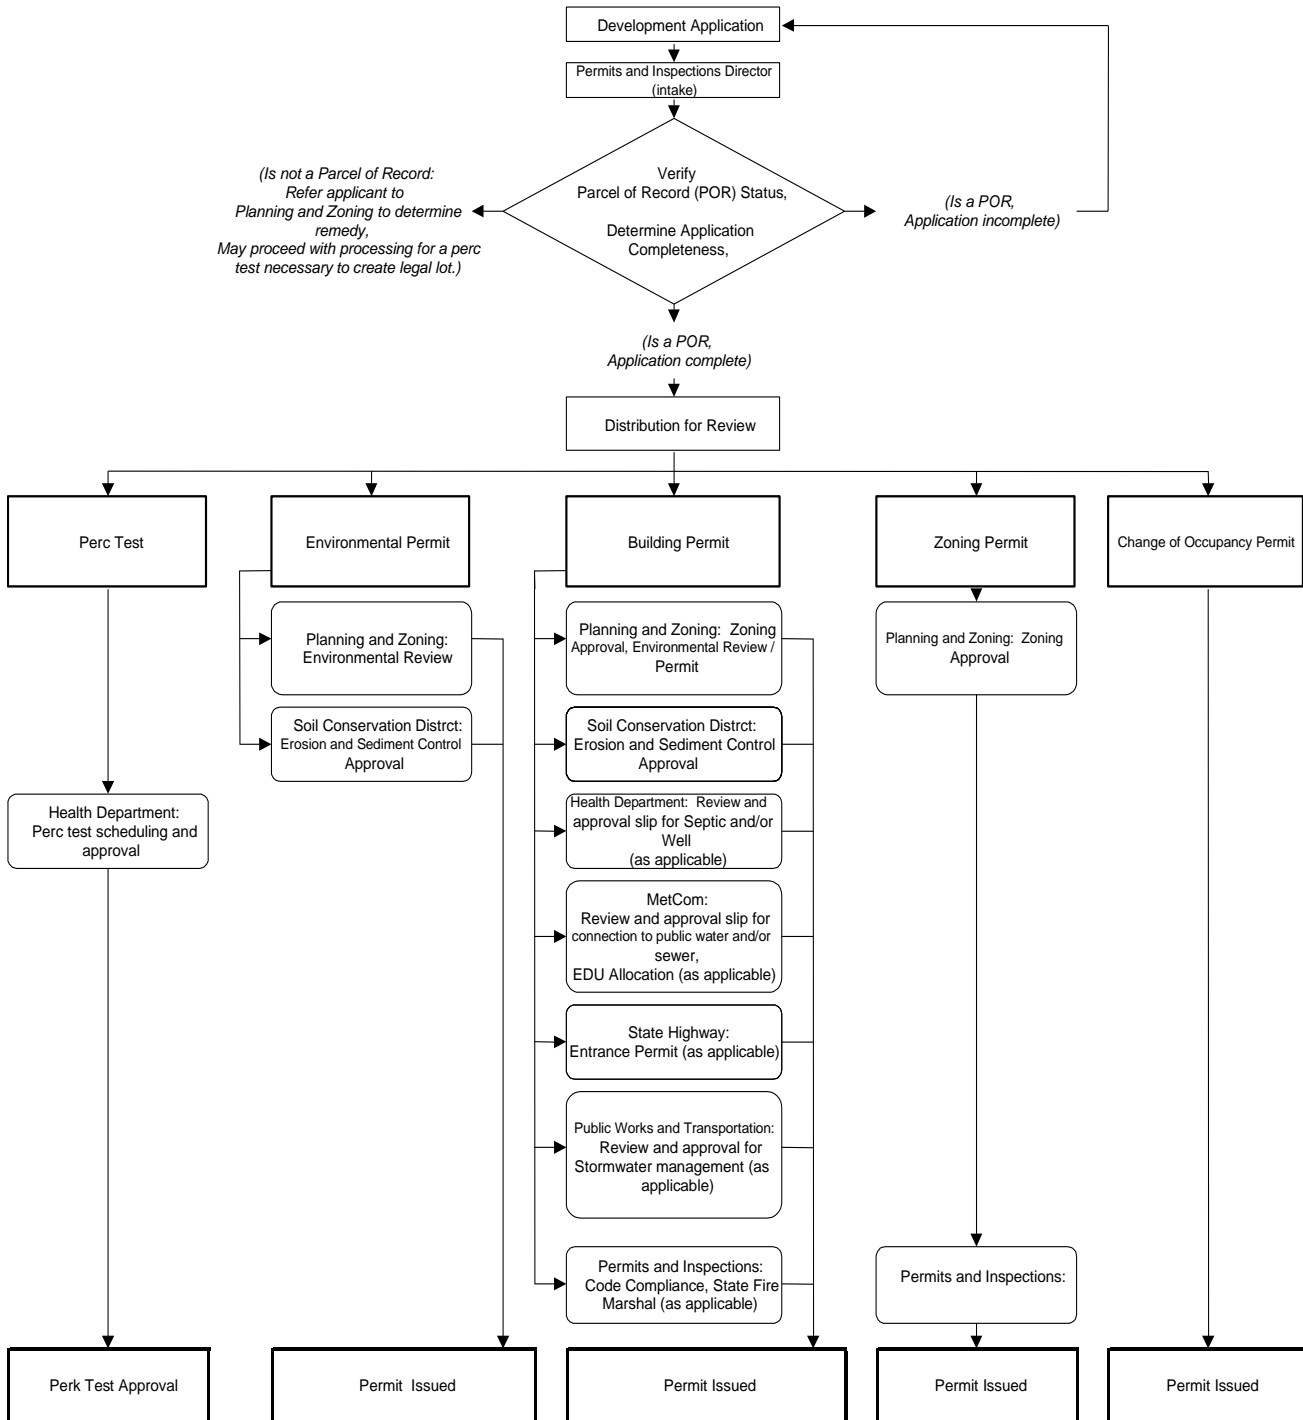 Development Application
Permits and Inspections Director
(intake)
Verify
Parcel of Record (POR) Status,
Determine Application
Completeness,
(Is not a Parcel of Record:
Refer applicant to
Planning and Zoning to determine
remedy,
May proceed with processing for a perc
test necessary to create legal lot.)
(Is a POR,
Application incomplete)
(Is a POR,
Application complete)
Distribution for Review
Perc Test
Environmental Permit
Building Permit
Zoning Permit
Change of Occupancy Permit
Health Department:
Perc test scheduling and
approval
Planning and Zoning:
Environmental Review
Soil Conservation Distrct:
Erosion and Sediment Control
Approval
Planning and Zoning:  Zoning
Approval, Environmental Review /
Permit
Soil Conservation Distrct:
Erosion and Sediment Control
Approval
Health Department:  Review and
approval slip for Septic and/or
Well
(as applicable)
MetCom:
Review and approval slip for
connection to public water and/or
sewer,
EDU Allocation (as applicable)
State Highway:
Entrance Permit (as applicable)
Public Works and Transportation:
Review and approval for
Stormwater management (as
applicable)
Permits and Inspections:
Code Compliance, State Fire
Marshal (as applicable)
Planning and Zoning:  Zoning
Approval
Permits and Inspections:
Perk Test Approval
Permit  Issued
Permit Issued
Permit Issued
Permit Issued